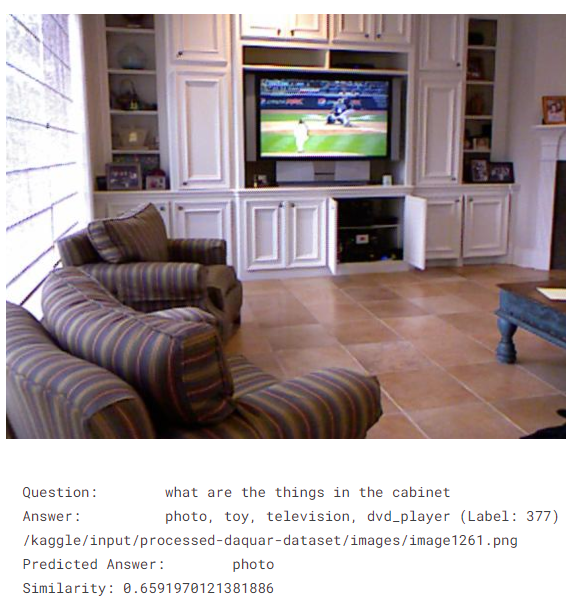 Question: what are the things in the cabinet
Answer: photo, toy, television, dvd_player (Label: 377)
/kaggle/input/processed-daquar-dataset/images/image1261.png
Predicted Answer: photo
Similarity: 0.6591970121381886